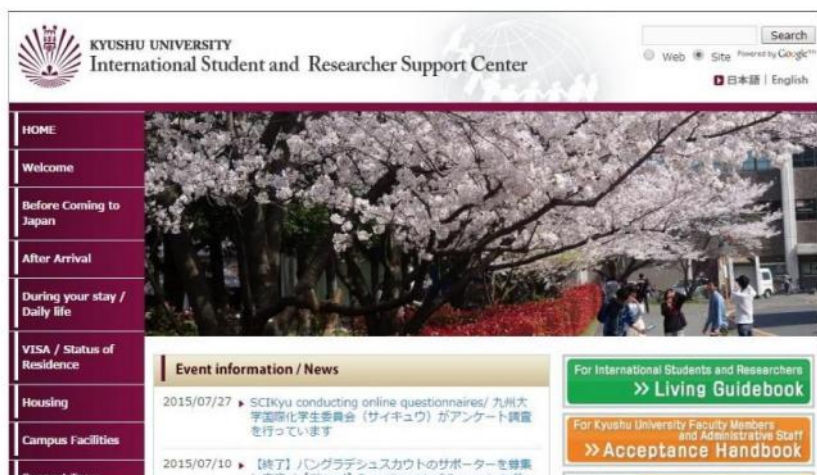 KYUSHU UNIVERSITY
International Student and Researcher Support Center
Search
Web Site Powered by Google™
日本語 | English
HOME
Welcome
Before Coming to
Japan
After Arrival
During your stay /
Daily life
VISA / Status of
Residence
Housing
Campus Facilities
Event information / News
2015/07/27 SCIKyu conducting online questionnaires/ 九州大
学国際化学生委員会（サイキュウ）がアンケート調査
を行っています
2015/07/10 【終了】バングラデシュスカウトのサポーターを募集
For International Students and Researchers
>> Living Guidebook
For Kyushu University Faculty Members
and Administrative Staff
>> Acceptance Handbook